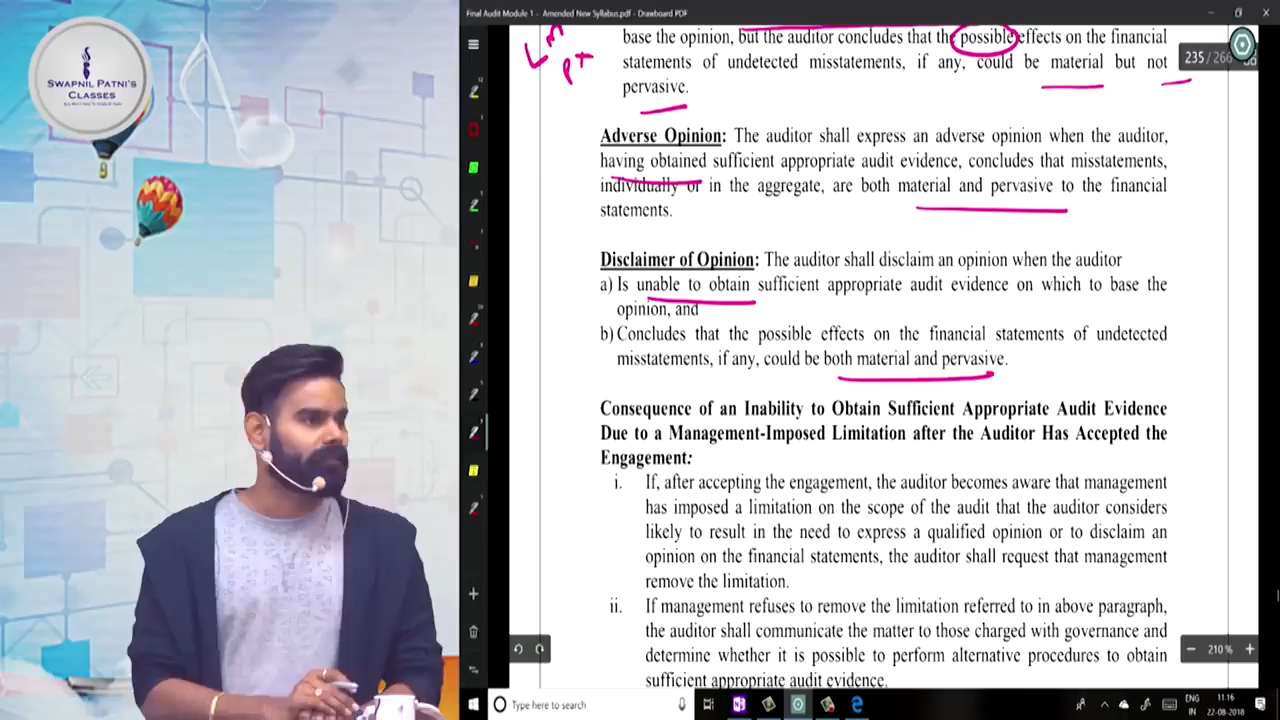 Final Audit Module 1 - Amended New Syllabus.pdf - Drawboard PDF
SWAPNIL PATNI'S
CLASSES
base the opinion, but the auditor concludes that the possible effects on the financial
statements of undetected misstatements, if any, could be material but not
pervasive.
235 / 266
Adverse Opinion: The auditor shall express an adverse opinion when the auditor,
having obtained sufficient appropriate audit evidence, concludes that misstatements,
individually or in the aggregate, are both material and pervasive to the financial
statements.
Disclaimer of Opinion: The auditor shall disclaim an opinion when the auditor
a) Is unable to obtain sufficient appropriate audit evidence on which to base the
opinion, and
b) Concludes that the possible effects on the financial statements of undetected
misstatements, if any, could be both material and pervasive.
Consequence of an Inability to Obtain Sufficient Appropriate Audit Evidence
Due to a Management-Imposed Limitation after the Auditor Has Accepted the
Engagement:
i. If, after accepting the engagement, the auditor becomes aware that management
has imposed a limitation on the scope of the audit that the auditor considers
likely to result in the need to express a qualified opinion or to disclaim an
opinion on the financial statements, the auditor shall request that management
remove the limitation.
ii. If management refuses to remove the limitation referred to in above paragraph,
the auditor shall communicate the matter to those charged with governance and
determine whether it is possible to perform alternative procedures to obtain
sufficient appropriate audit evidence.
210 %
Type here to search
ENG
IN
11:16
22-08-2018